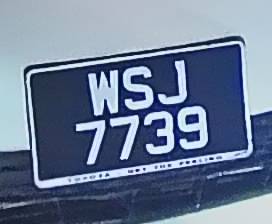 WSJ
7739
TOYOTA GET THE FEELING